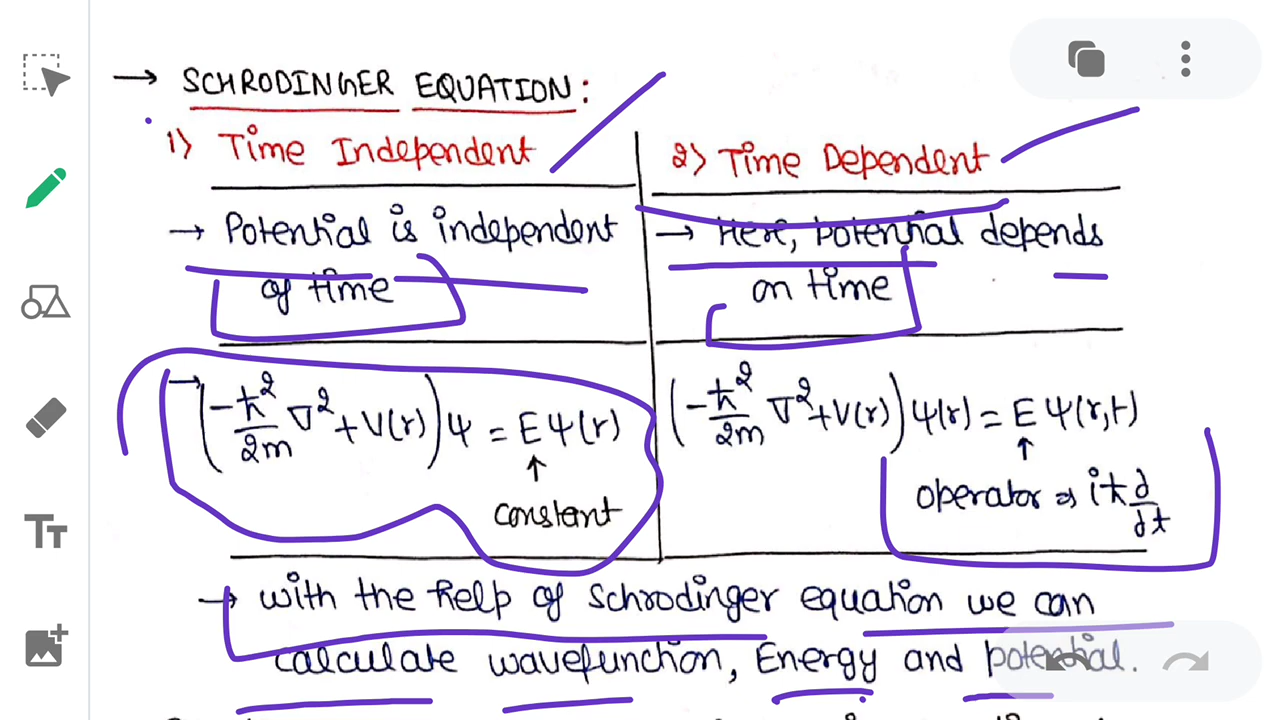 → SCHRODINGER EQUATION:
1) Time Independent
→ Potential is independent
of time
→ (-ħ²/2m ∇² + V(r)) Ψ = E Ψ(r)
↑
constant
2) Time Dependent
→ Here, potential depends
on time
(-ħ²/2m ∇² + V(r)) Ψ(r) = E Ψ(r,t)
↑
operator ⇒ iħ ∂/∂t
→ with the help of Schrodinger equation we can
calculate wavefunction, Energy and potential.
TT